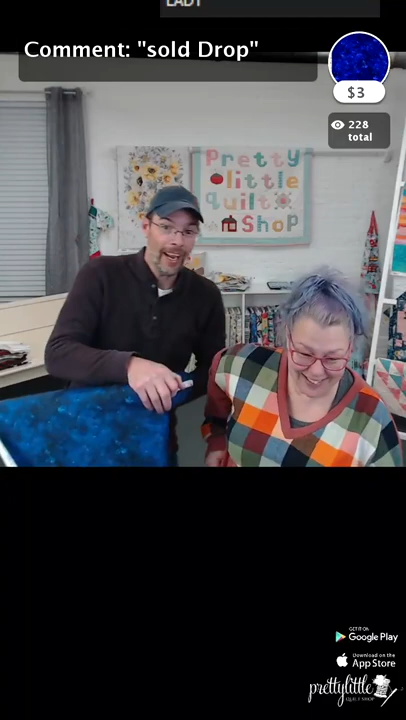 LADY
Comment: "sold Drop"
$3
228
total
Pretty
little
quilt
Shop
GET IT ON
Google Play
Download on the
App Store
prettylittle
QUILT SHOP